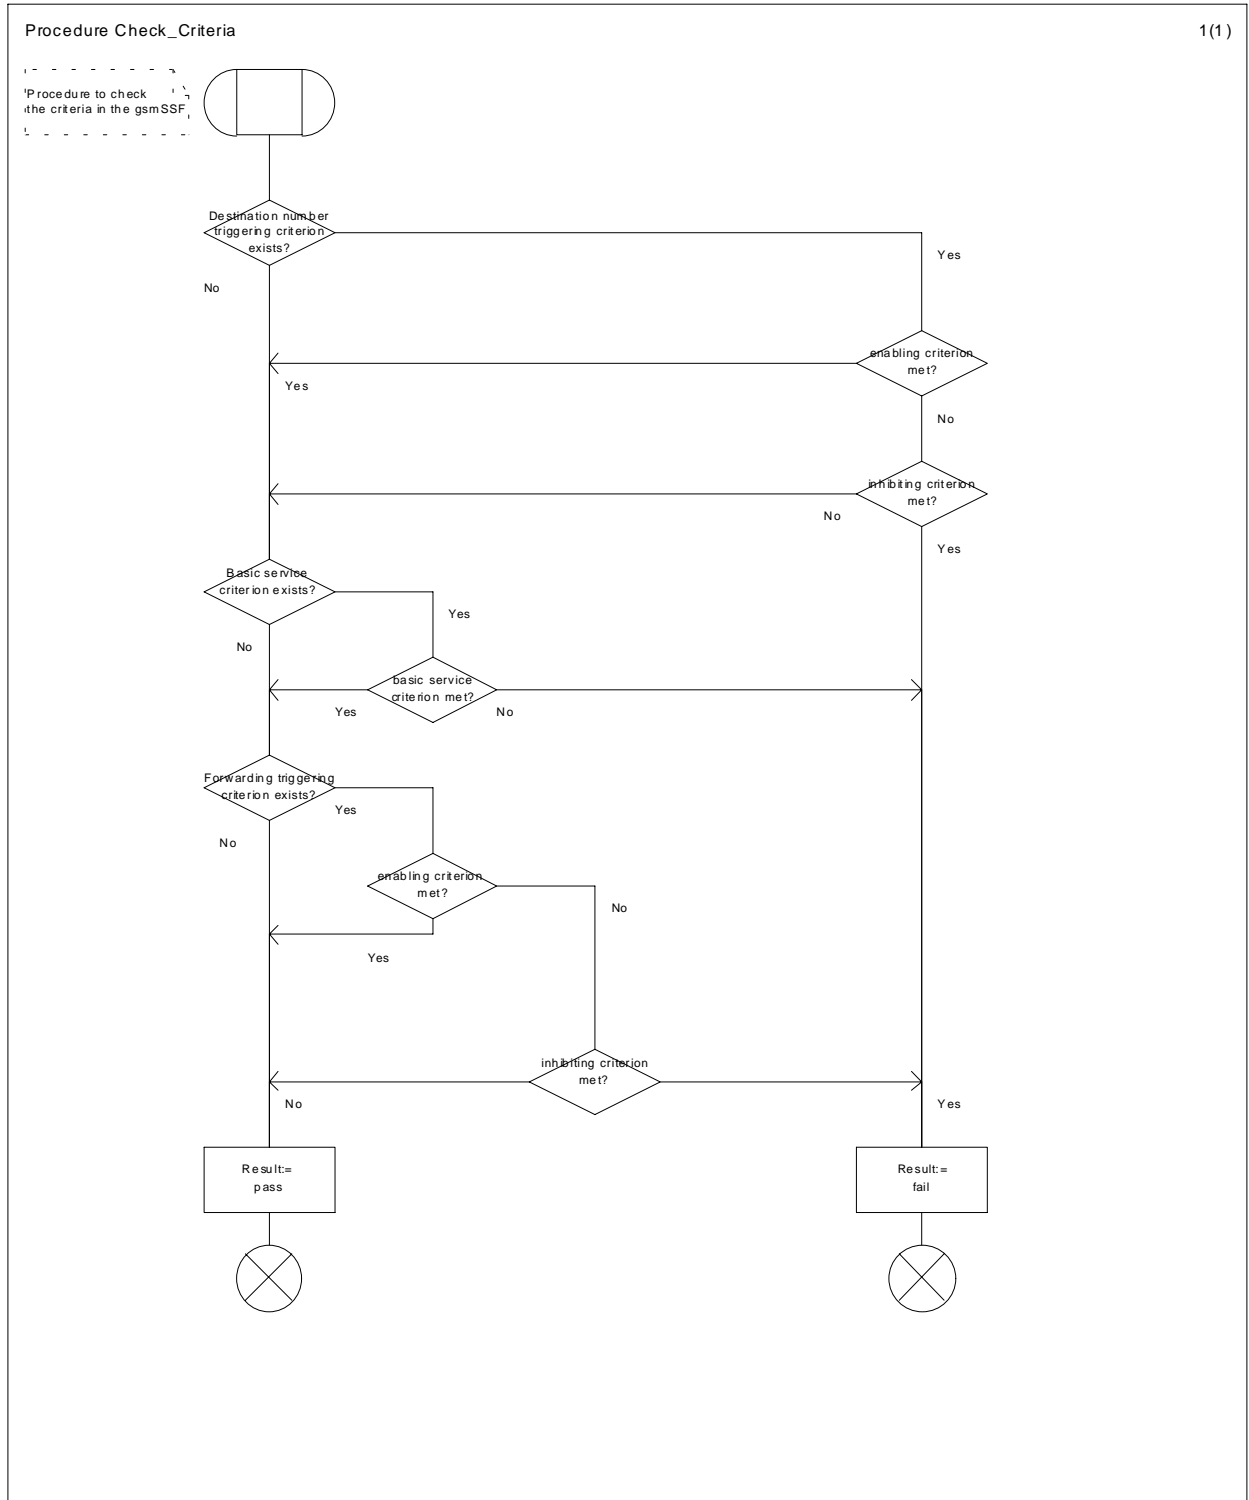 Procedure Check_Criteria
1(1)
Procedure to check
the criteria in the gsmSSF
Destination number
triggering criterion
exists?
Yes
No
enabling criterion
met?
Yes
No
inhibiting criterion
met?
No
Yes
Basic service
criterion exists?
Yes
No
basic service
criterion met?
Yes
No
Forwarding triggering
criterion exists?
Yes
No
enabling criterion
met?
No
Yes
inhibiting criterion
met?
No
Yes
Result:=
pass
Result:=
fail